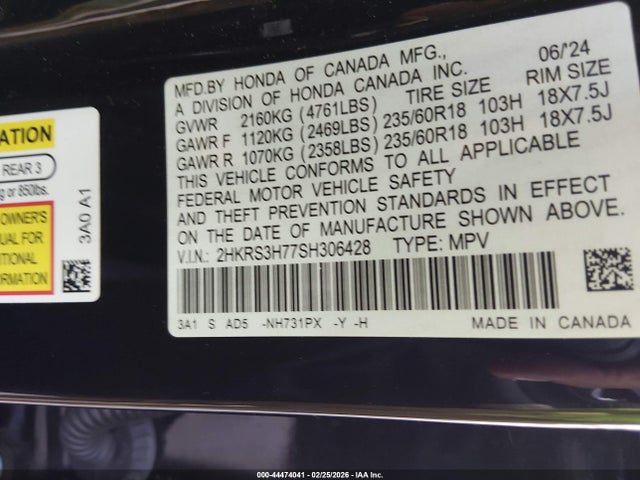 ATION
REAR 3
g or 850lbs.
OWNER'S
UAL FOR
ITIONAL
MATION
3A0 A1
MFD.BY HONDA OF CANADA MFG., 06/'24
A DIVISION OF HONDA CANADA INC.
TIRE SIZE RIM SIZE
GVWR 2160KG (4761LBS)
GAWR F 1120KG (2469LBS) 235/60R18 103H 18X7.5J
GAWR R 1070KG (2358LBS) 235/60R18 103H 18X7.5J
THIS VEHICLE CONFORMS TO ALL APPLICABLE
FEDERAL MOTOR VEHICLE SAFETY
AND THEFT PREVENTION STANDARDS IN EFFECT
ON THE DATE OF MANUFACTURE SHOWN ABOVE.
V.I.N.: 2HKRS3H77SH306428 TYPE: MPV
3A1 S AD5 -NH731PX -Y -H MADE IN CANADA
000-44474041 - 02/25/2026 - IAA Inc.